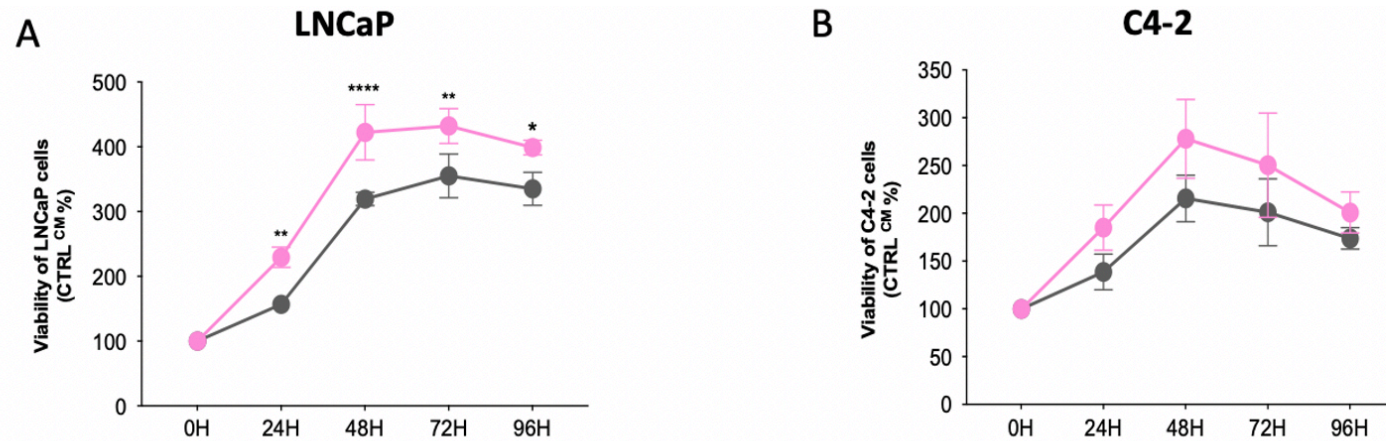 A
LNCaP
Viability of LNCaP cells
(CTRL CM %)
500
400
300
200
100
0
**
****
**
*
0H
24H
48H
72H
96H
B
C4-2
Viability of C4-2 cells
(CTRL CM %)
350
300
250
200
150
100
50
0
0H
24H
48H
72H
96H